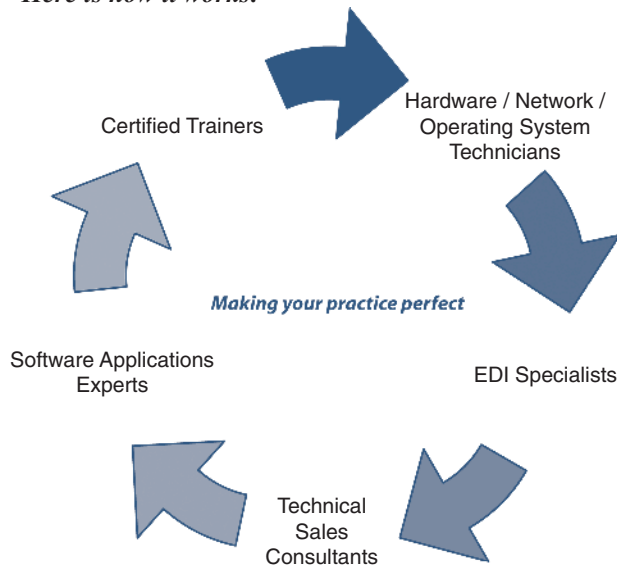 Here is how it works:
Certified Trainers
Hardware / Network /
Operating System
Technicians
Making your practice perfect
Software Applications
Experts
EDI Specialists
Technical
Sales
Consultants